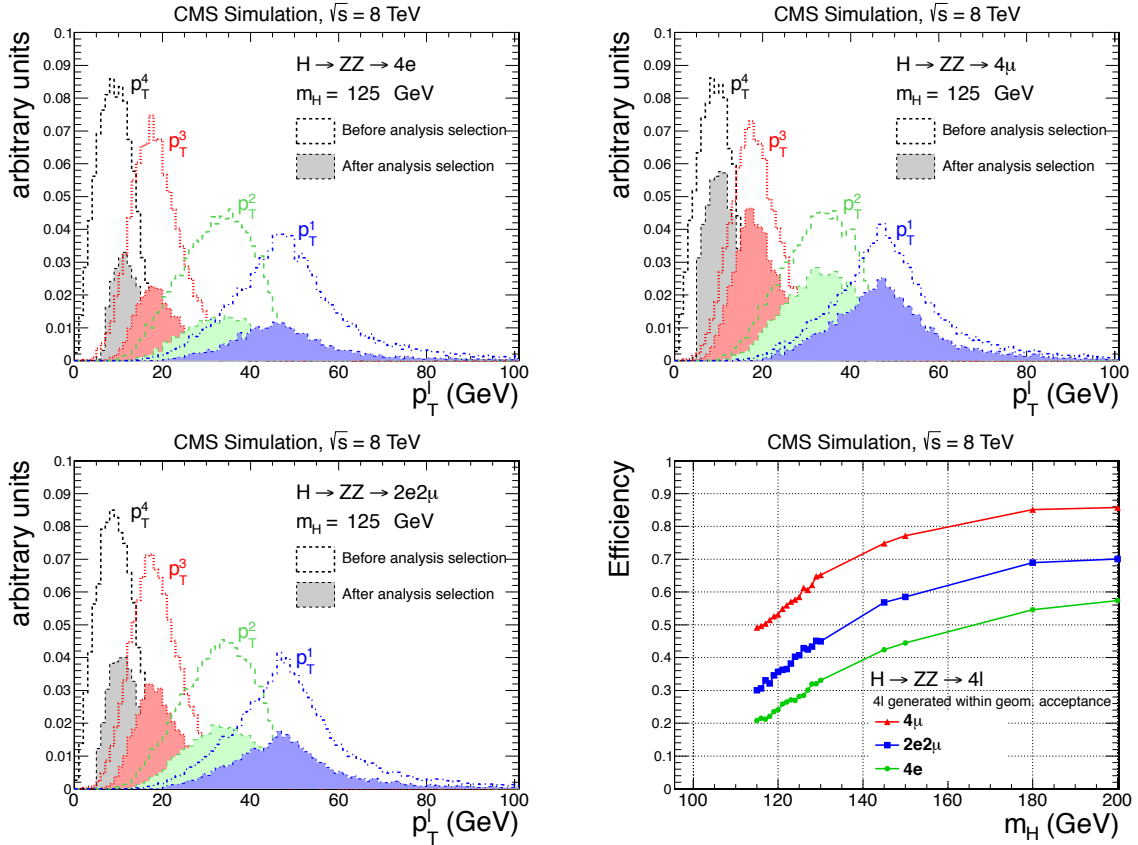 CMS Simulation, √s = 8 TeV
arbitrary units
0.1
0.09
0.08
0.07
0.06
0.05
0.04
0.03
0.02
0.01
0
H → ZZ → 4e
m_H = 125 GeV
Before analysis selection
After analysis selection
p_T^4
p_T^3
p_T^2
p_T^1
0 20 40 60 80 100
p_T^l (GeV)
CMS Simulation, √s = 8 TeV
arbitrary units
0.1
0.09
0.08
0.07
0.06
0.05
0.04
0.03
0.02
0.01
0
H → ZZ → 4μ
m_H = 125 GeV
Before analysis selection
After analysis selection
p_T^4
p_T^3
p_T^2
p_T^1
0 20 40 60 80 100
p_T^l (GeV)
CMS Simulation, √s = 8 TeV
arbitrary units
0.1
0.09
0.08
0.07
0.06
0.05
0.04
0.03
0.02
0.01
0
H → ZZ → 2e2μ
m_H = 125 GeV
Before analysis selection
After analysis selection
p_T^4
p_T^3
p_T^2
p_T^1
0 20 40 60 80 100
p_T^l (GeV)
CMS Simulation, √s = 8 TeV
Efficiency
1
0.9
0.8
0.7
0.6
0.5
0.4
0.3
0.2
0.1
0
H → ZZ → 4l
4l generated within geom. acceptance
4μ
2e2μ
4e
100 120 140 160 180 200
m_H (GeV)